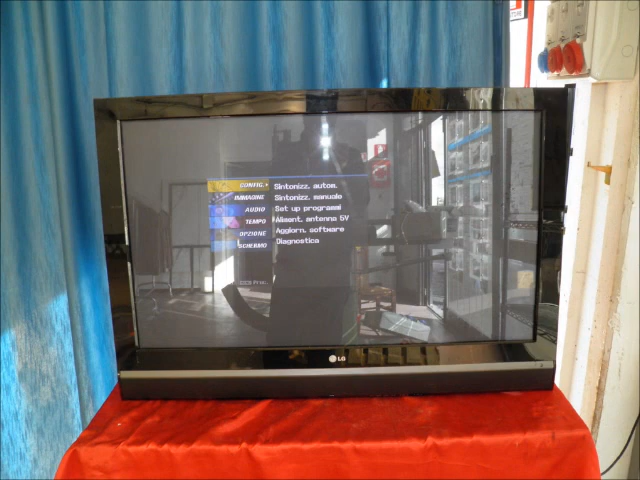 CONFIG.
IMMAGINE
AUDIO
TEMPO
OPZIONE
SCHERMO
Sintonizz. autom.
Sintonizz. manuale
Set up programmi
Aliment. antenna 5V
Aggiorn. software
Diagnostica
LG